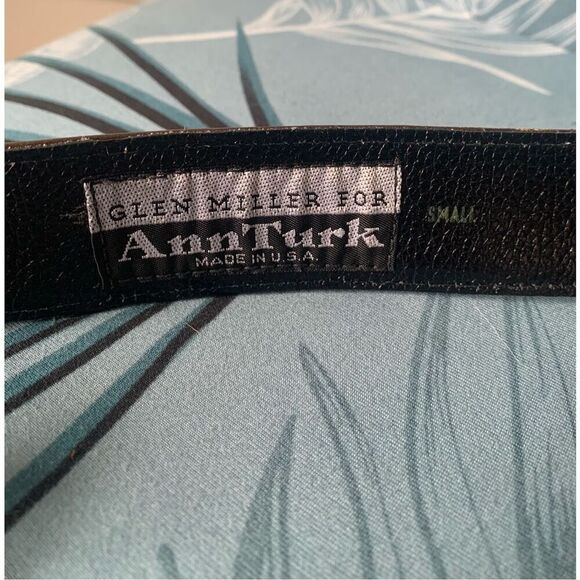 GLEN MILLER FOR
AnnTurk
MADE IN U.S.A.
SMALL